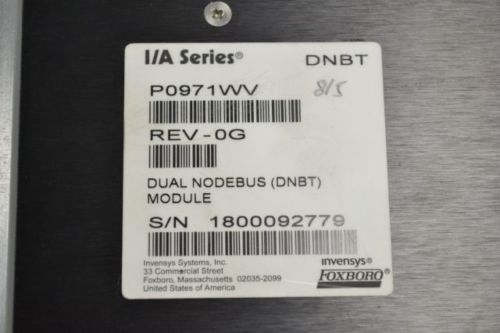 I/A Series® DNBT
P0971WV 8/5
REV-0G
DUAL NODEBUS (DNBT)
MODULE
S/N 1800092779
Invensys Systems, Inc.
33 Commercial Street
Foxboro, Massachusetts 02035-2099
United States of America
invensys®
FOXBORO®